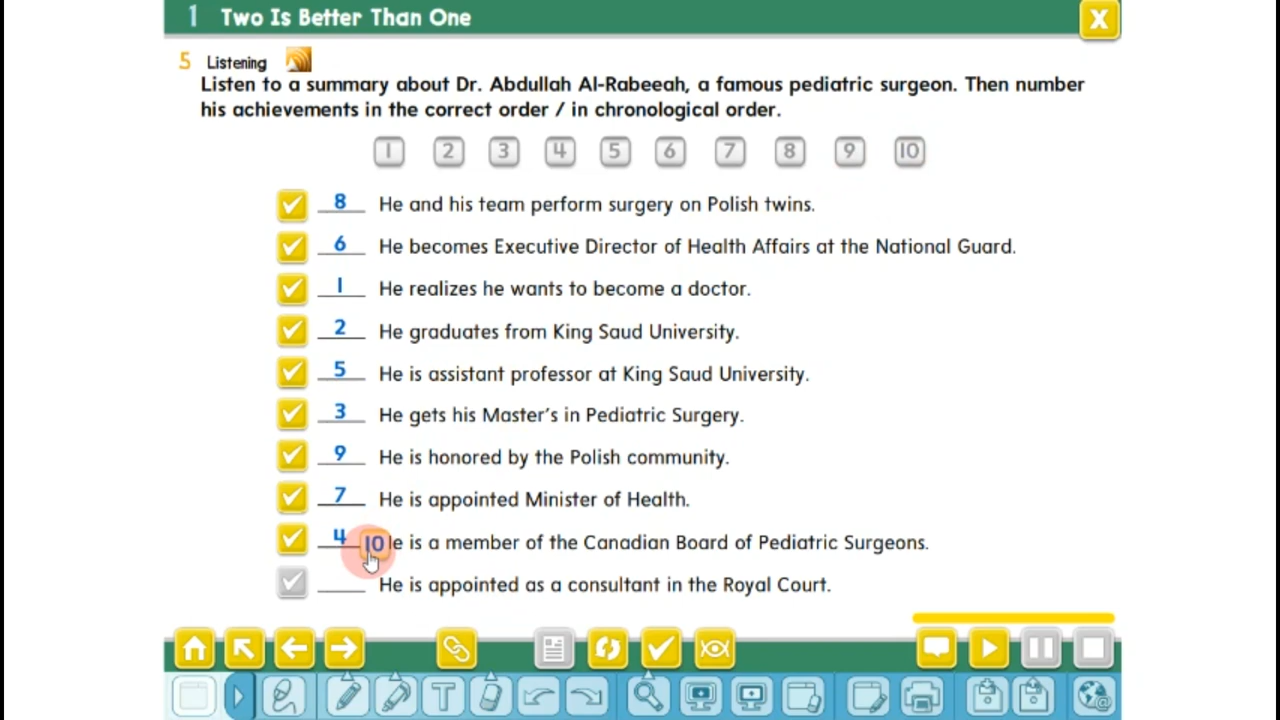 1 Two Is Better Than One X
5 Listening
Listen to a summary about Dr. Abdullah Al-Rabeeah, a famous pediatric surgeon. Then number
his achievements in the correct order / in chronological order.
1 2 3 4 5 6 7 8 9 10
8 He and his team perform surgery on Polish twins.
6 He becomes Executive Director of Health Affairs at the National Guard.
1 He realizes he wants to become a doctor.
2 He graduates from King Saud University.
5 He is assistant professor at King Saud University.
3 He gets his Master's in Pediatric Surgery.
9 He is honored by the Polish community.
7 He is appointed Minister of Health.
4 10 e is a member of the Canadian Board of Pediatric Surgeons.
He is appointed as a consultant in the Royal Court.
T @